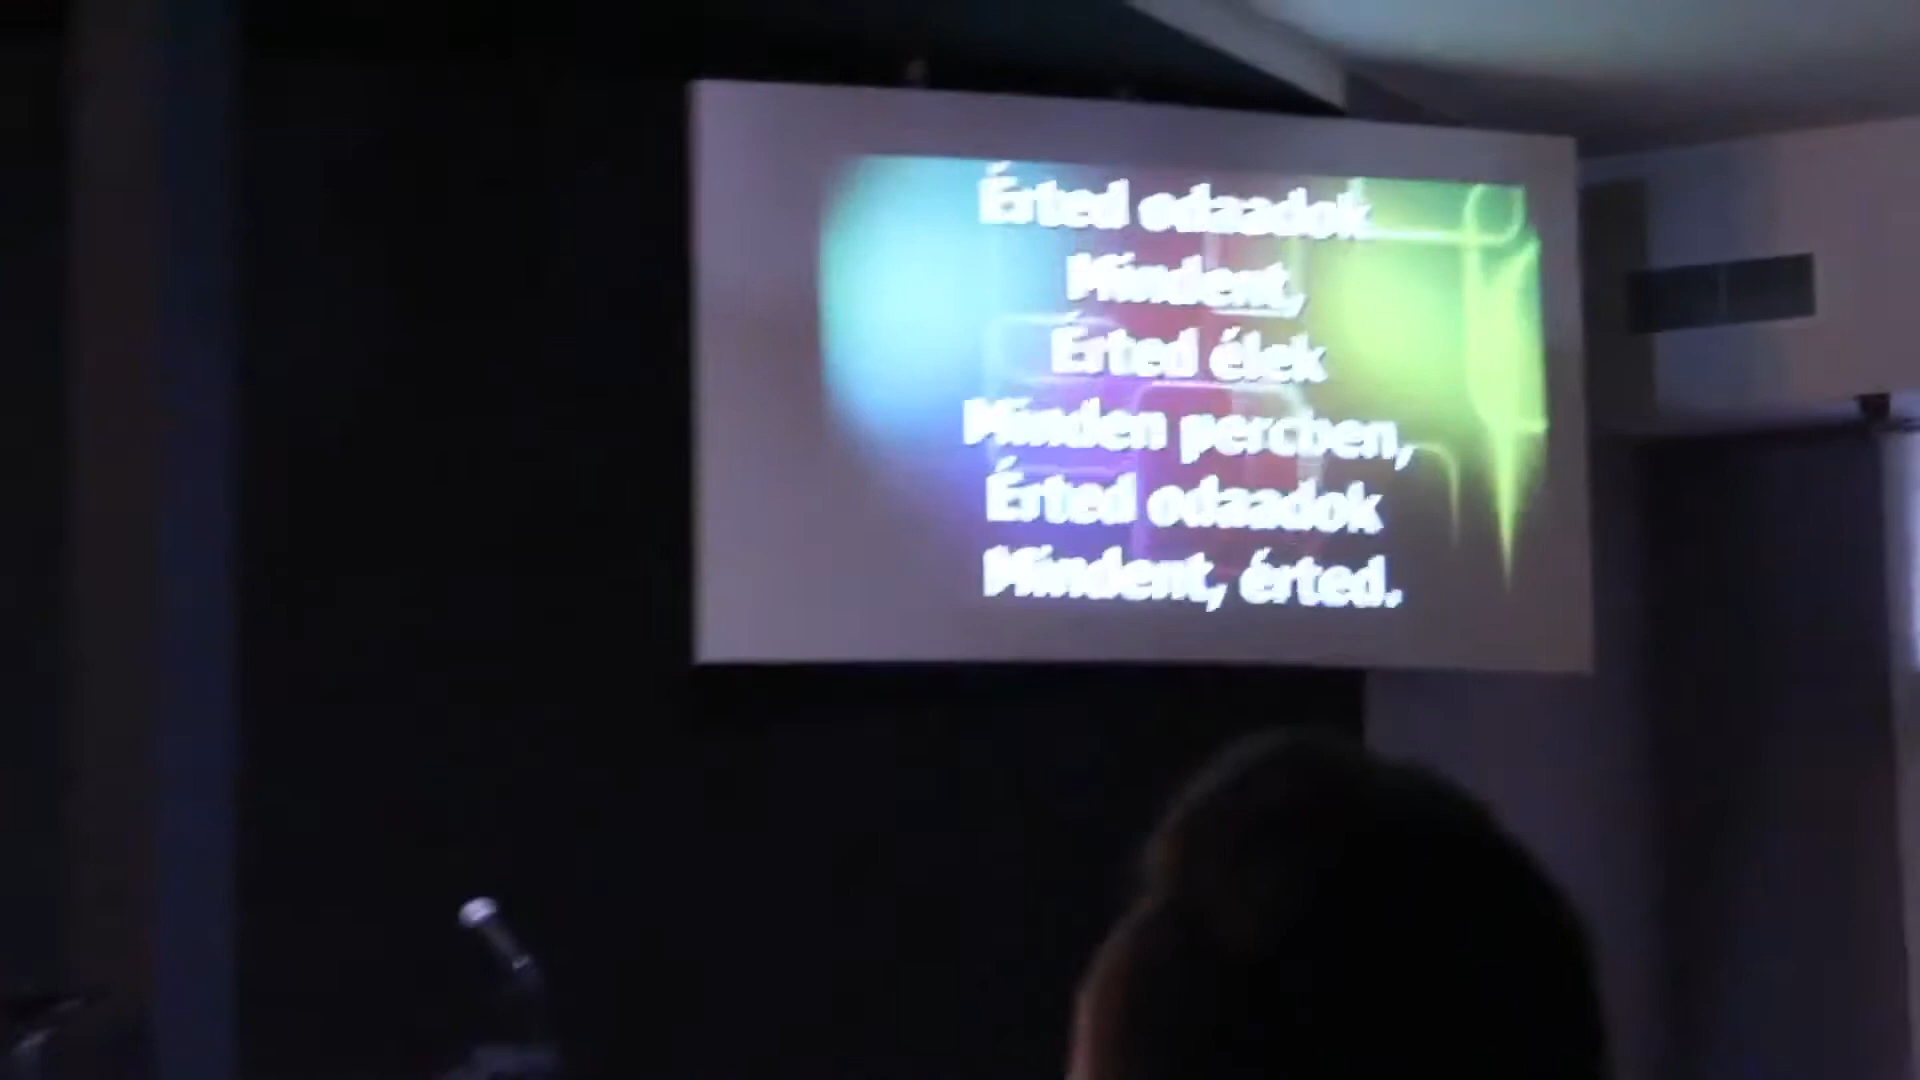 Érted odaadok
Mindent,
Érted élek
Minden percben,
Érted odaadok
Mindent, érted.